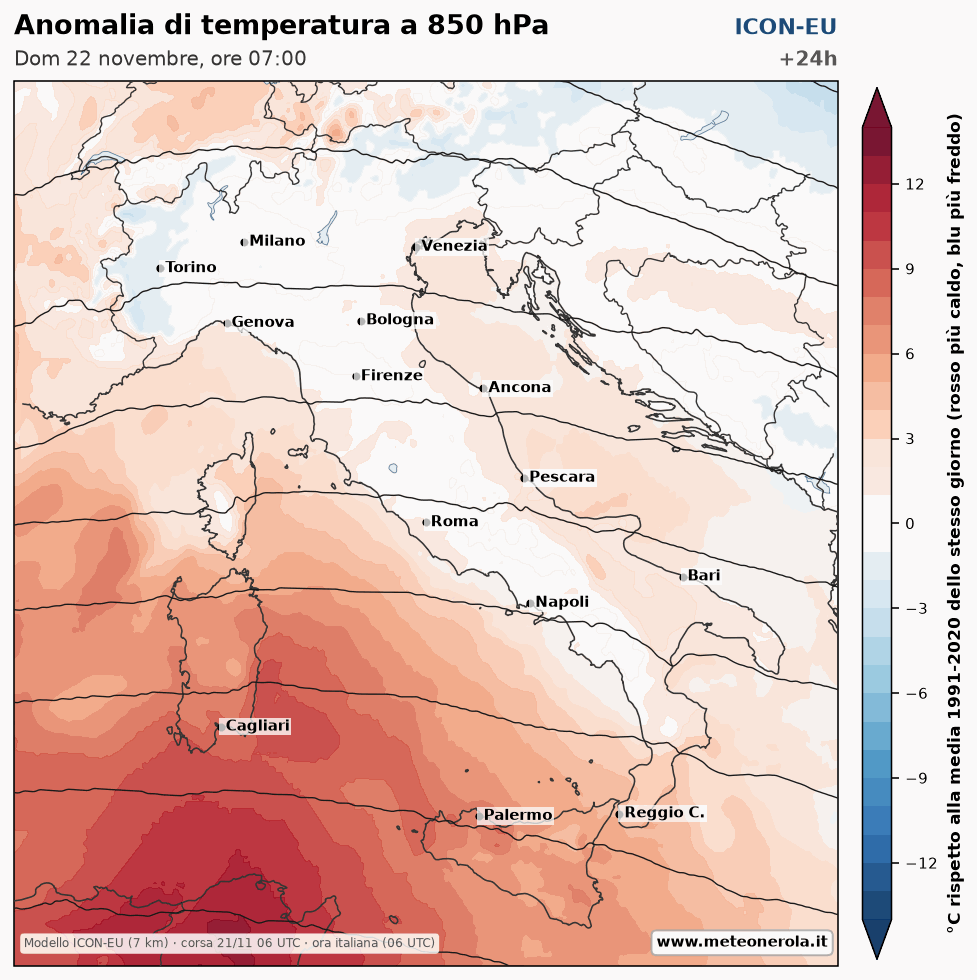 Anomalia di temperatura a 850 hPa
ICON-EU
Dom 22 novembre, ore 07:00
+24h
Milano
Venezia
Torino
Genova
Bologna
Firenze
Ancona
Pescara
Roma
Bari
Napoli
Cagliari
Palermo
Reggio C.
12
9
6
3
0
−3
−6
−9
−12
°C rispetto alla media 1991-2020 dello stesso giorno (rosso più caldo, blu più freddo)
Modello ICON-EU (7 km) · corsa 21/11 06 UTC · ora italiana (06 UTC)
www.meteonerola.it